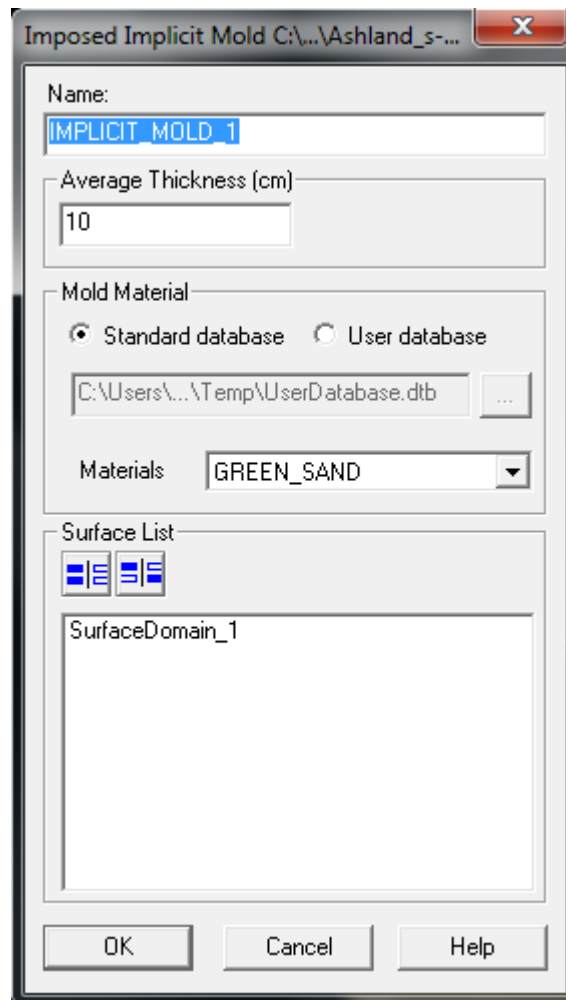 Imposed Implicit Mold C:\...\Ashland_s-...
Name:
IMPLICIT_MOLD_1
Average Thickness (cm)
10
Mold Material
Standard database User database
C:\Users\...\Temp\UserDatabase.dtb ...
Materials GREEN_SAND
Surface List
SurfaceDomain_1
OK Cancel Help